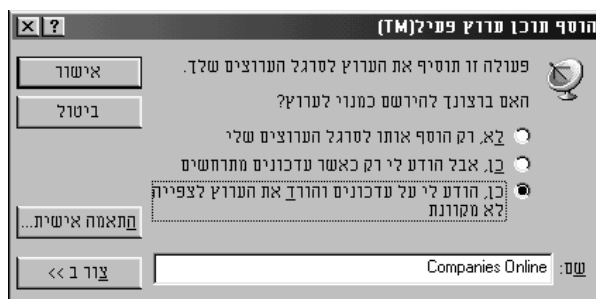 הוסף תוכן ערוץ פעיל(TM)
פעולה זו תוסיף את הערוץ לסרגל הערוצים שלך.
האם ברצונך להירשם כמנוי לערוץ?
לא, רק הוסף אותו לסרגל הערוצים שלי
כן, אבל הודע לי רק כאשר עדכונים מתרחשים
כן, הודע לי על עדכונים והורד את הערוץ לצפייה
לא מקוונת
שם: Companies Online
אישור
ביטול
התאמה אישית...
צור ב >>